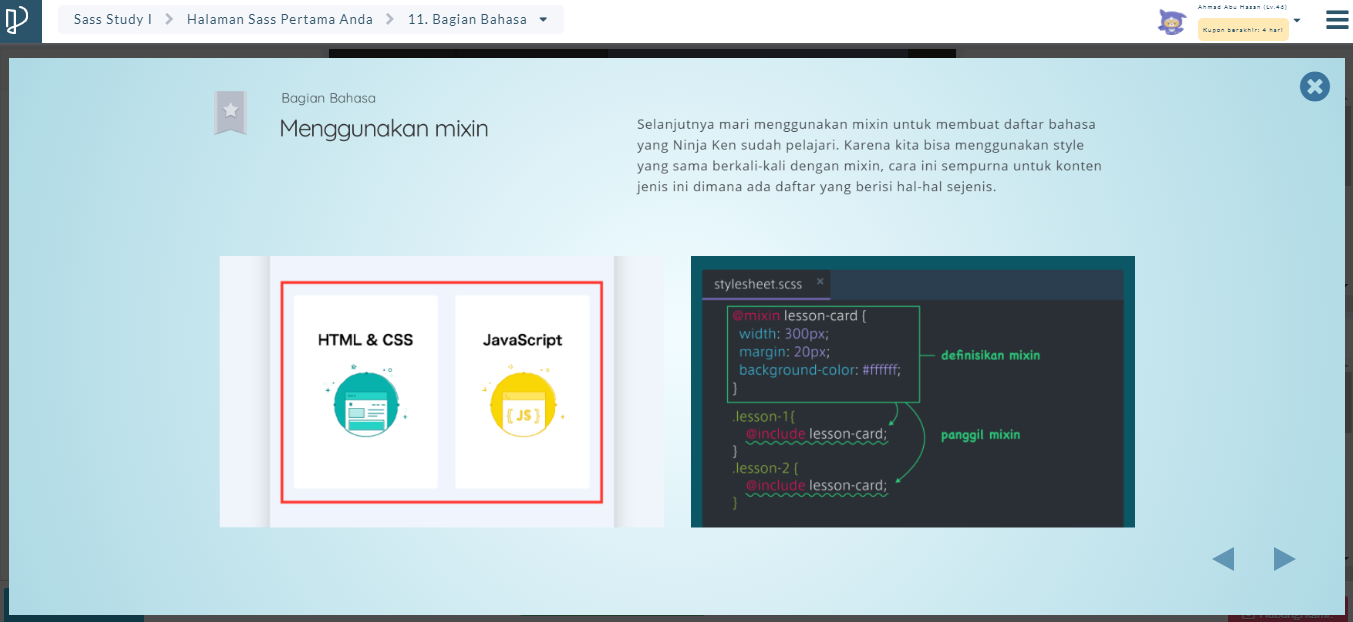 Sass Study I
Halaman Sass Pertama Anda
11. Bagian Bahasa
Ahmad Abu Hasan (Lv.46)
Kupon berakhir: 4 hari
Bagian Bahasa
Menggunakan mixin
Selanjutnya mari menggunakan mixin untuk membuat daftar bahasa
yang Ninja Ken sudah pelajari. Karena kita bisa menggunakan style
yang sama berkali-kali dengan mixin, cara ini sempurna untuk konten
jenis ini dimana ada daftar yang berisi hal-hal sejenis.
HTML & CSS
JavaScript
{ JS }
stylesheet.scss
@mixin lesson-card {
width: 300px;
margin: 20px;
background-color: #ffffff;
}
definisikan mixin
.lesson-1{
@include lesson-card;
}
panggil mixin
.lesson-2 {
@include lesson-card;
}